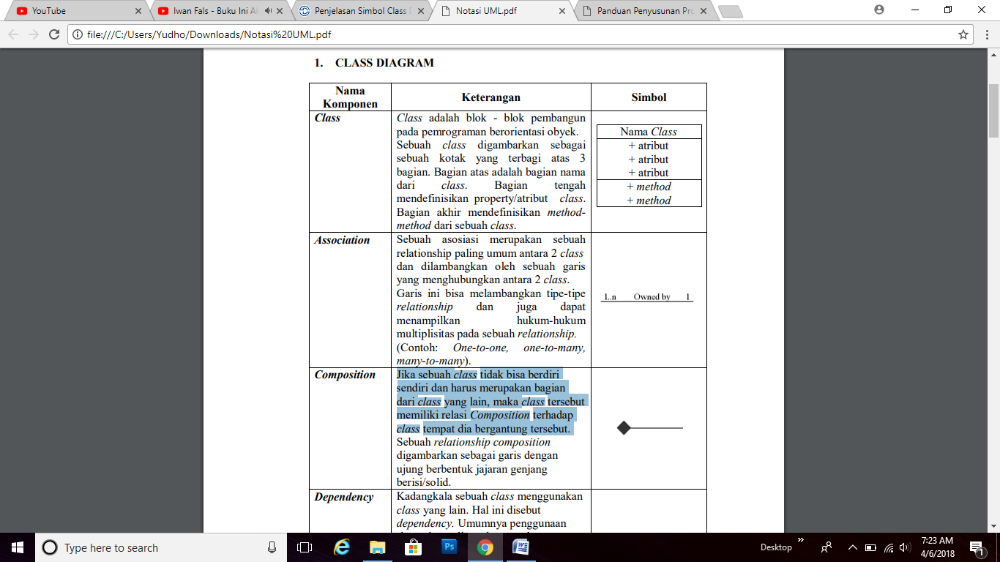 YouTube
Iwan Fals - Buku Ini A
Penjelasan Simbol Class
Notasi UML.pdf
Panduan Penyusunan Pro
file:///C:/Users/Yudho/Downloads/Notasi%20UML.pdf
1. CLASS DIAGRAM
Nama
Komponen
Keterangan
Simbol
Class
Class adalah blok - blok pembangun
pada pemrograman berorientasi obyek.
Sebuah class digambarkan sebagai
sebuah kotak yang terbagi atas 3
bagian. Bagian atas adalah bagian nama
dari class. Bagian tengah
mendefinisikan property/atribut class.
Bagian akhir mendefinisikan method-
method dari sebuah class.
Nama Class
+ atribut
+ atribut
+ atribut
+ method
+ method
Association
Sebuah asosiasi merupakan sebuah
relationship paling umum antara 2 class
dan dilambangkan oleh sebuah garis
yang menghubungkan antara 2 class.
Garis ini bisa melambangkan tipe-tipe
relationship dan juga dapat
menampilkan hukum-hukum
multiplisitas pada sebuah relationship.
(Contoh: One-to-one, one-to-many,
many-to-many).
1..n Owned by 1
Composition
Jika sebuah class tidak bisa berdiri
sendiri dan harus merupakan bagian
dari class yang lain, maka class tersebut
memiliki relasi Composition terhadap
class tempat dia bergantung tersebut.
Sebuah relationship composition
digambarkan sebagai garis dengan
ujung berbentuk jajaran genjang
berisi/solid.
Dependency
Kadangkala sebuah class menggunakan
class yang lain. Hal ini disebut
dependency. Umumnya penggunaan
Type here to search
Desktop
7:23 AM
4/6/2018